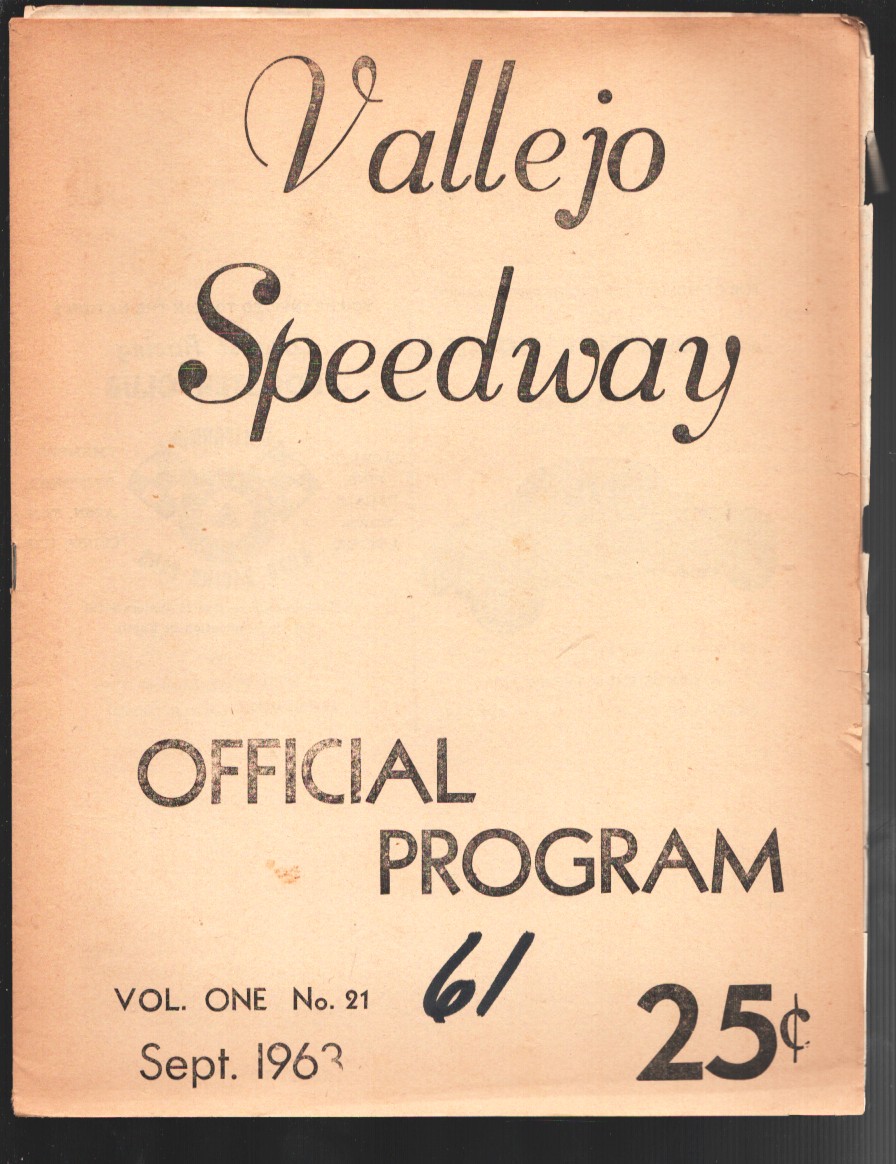 Vallejo
Speedway
OFFICIAL
PROGRAM
61
VOL. ONE No. 21
25¢
Sept. 1963